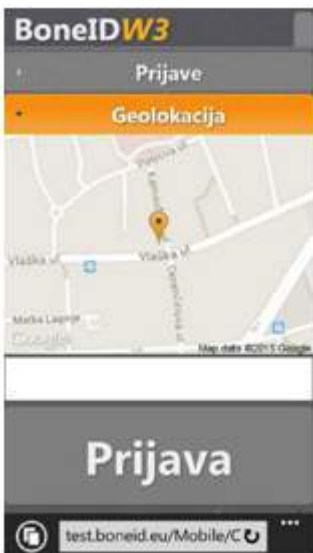 BoneIDW3
Prijave
Geolokacija
Vlaška ul
Vlaška ul
Google
Map data ©2015 Google
Prijava
test.boneid.eu/Mobile/C